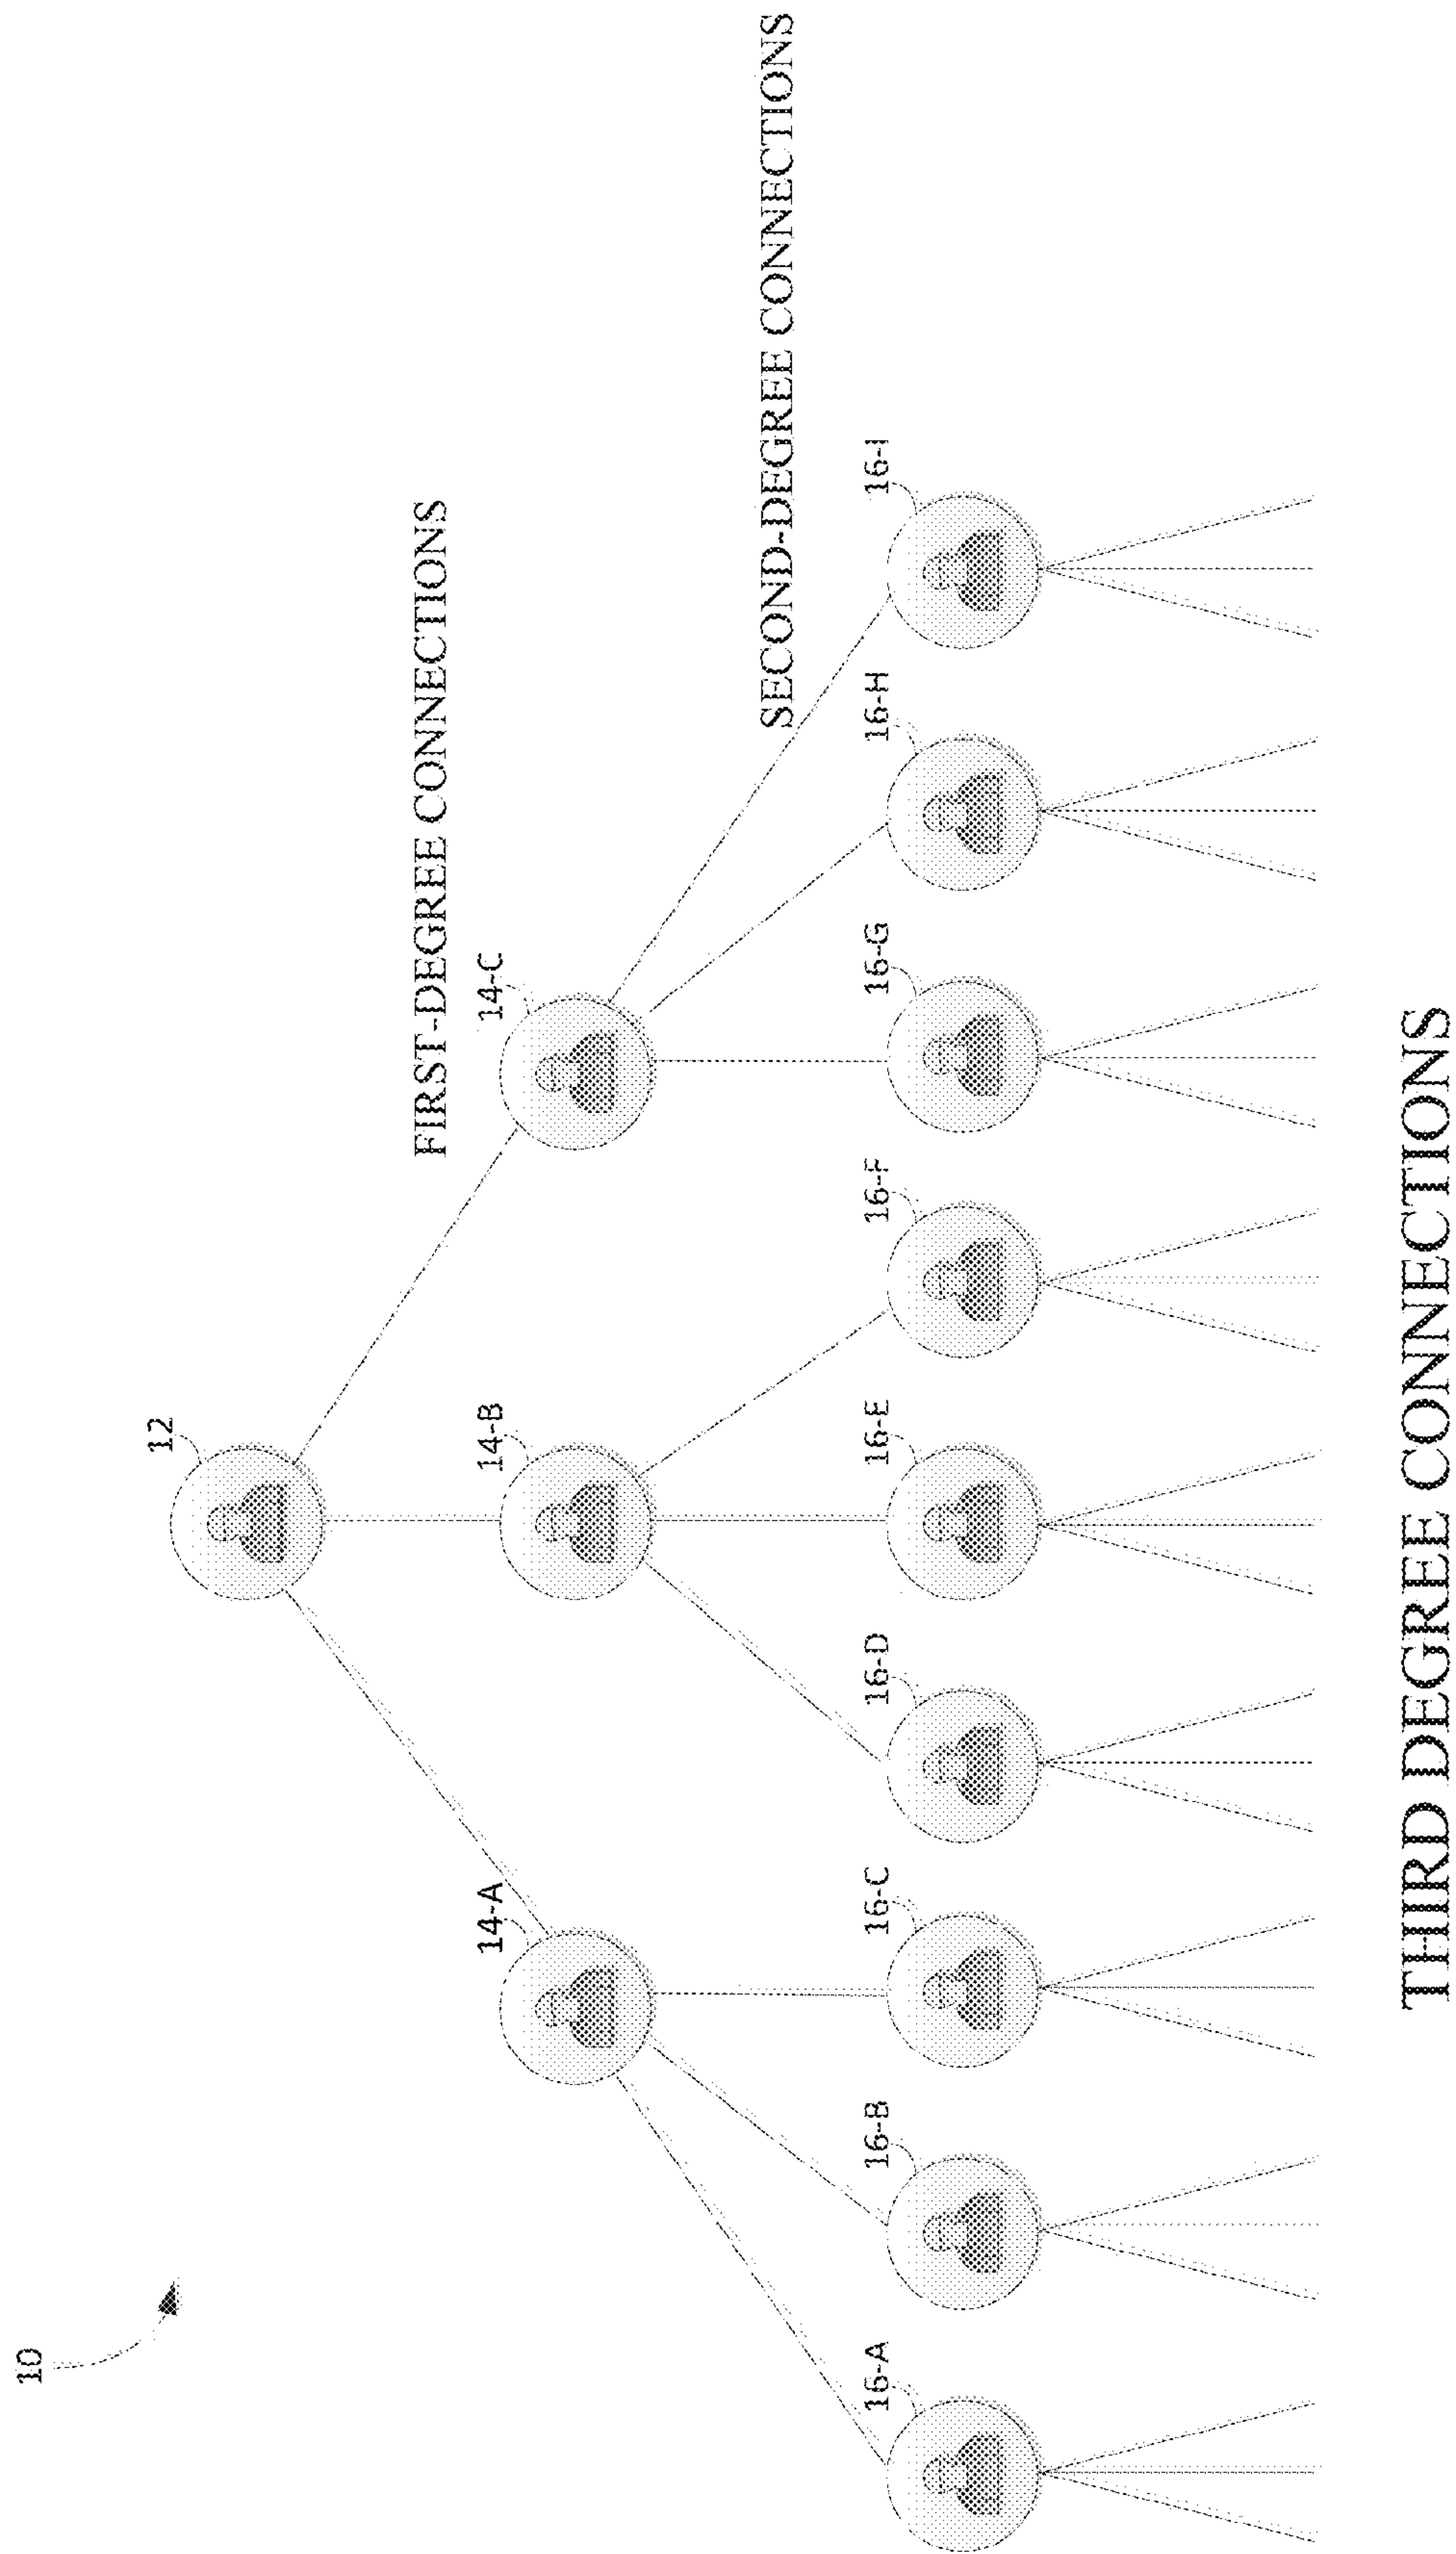 10
12
FIRST-DEGREE CONNECTIONS
14-A
14-B
14-C
SECOND-DEGREE CONNECTIONS
16-A
16-B
16-C
16-D
16-E
16-F
16-G
16-H
16-I
THIRD DEGREE CONNECTIONS